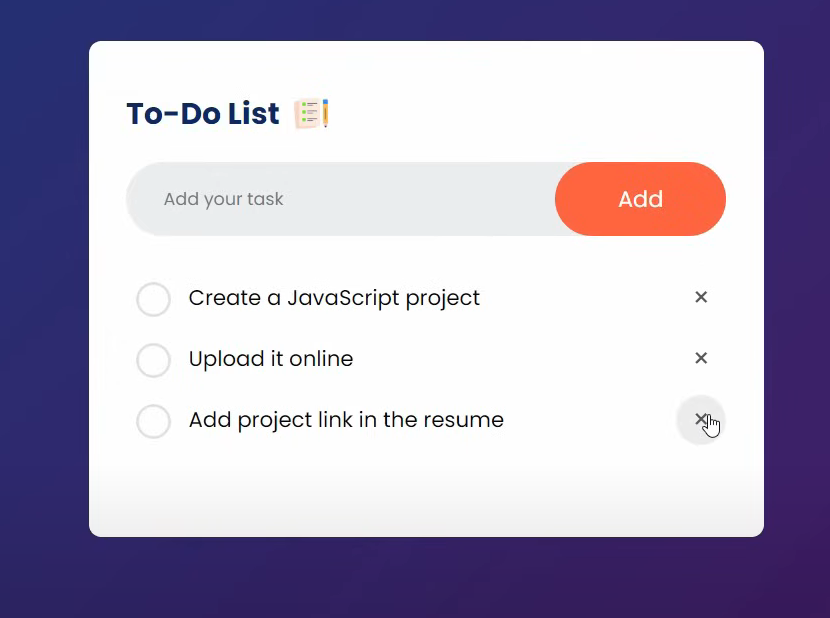 To-Do List
Add your task
Add
Create a JavaScript project ×
Upload it online ×
Add project link in the resume ×